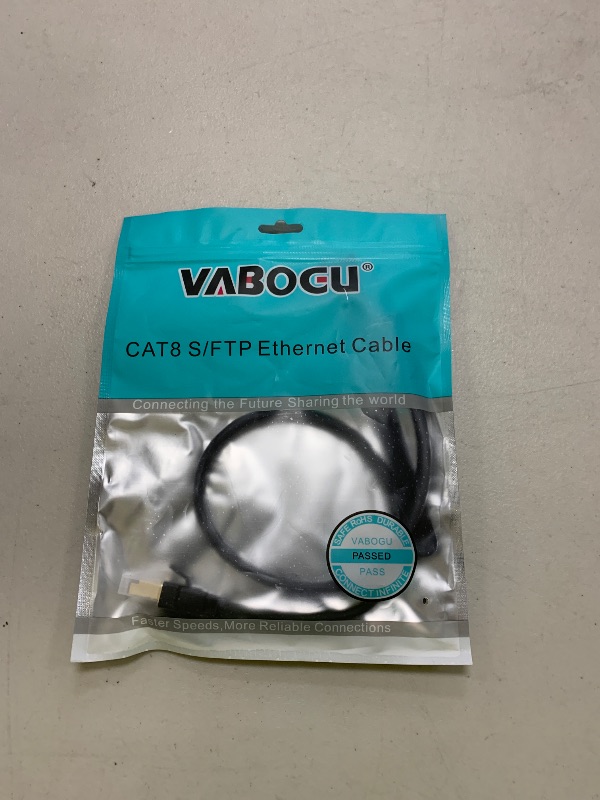 VABOGU®
CAT8 S/FTP Ethernet Cable
Connecting the Future Sharing the world
SAFE RoHS DURABLE
VABOGU
PASSED
PASS
CONNECT INFINITE
Faster Speeds,More Reliable Connections